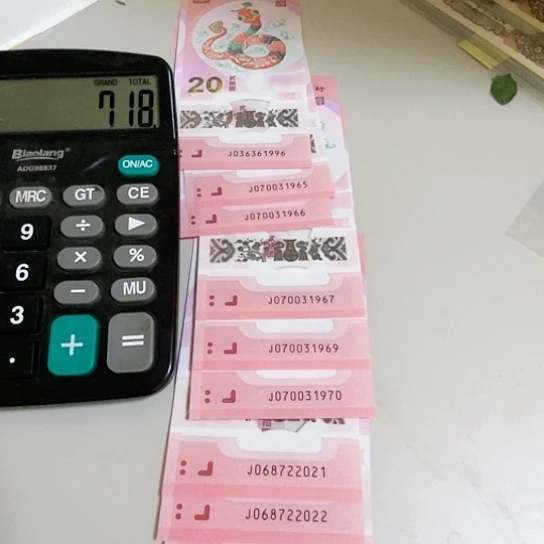 GRAND TOTAL
718.
Biaolang®
ADG98837
ON/AC
MRC GT CE
9 ÷ ▶
6 × %
3 − MU
. + =
20
J036361996
J070031965
J070031966
J070031967
J070031969
J070031970
J068722021
J068722022